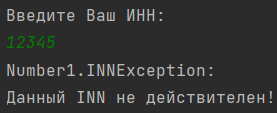 Введите Ваш ИНН:
12345
Number1.INNException:
Данный INN не действителен!